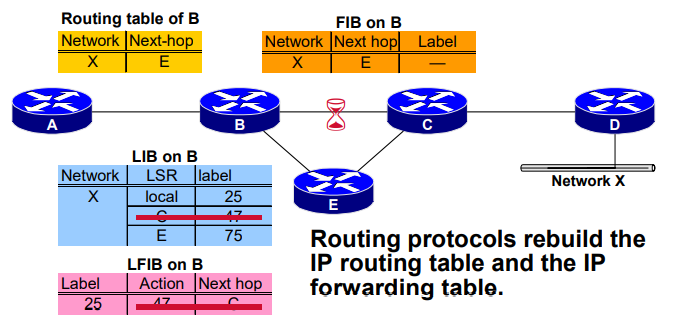 Routing table of B
Network Next-hop
X E
FIB on B
Network Next hop Label
X E —
A
B
C
D
E
Network X
LIB on B
Network LSR label
X local 25
C 47
E 75
LFIB on B
Label Action Next hop
25 47 C
Routing protocols rebuild the
IP routing table and the IP
forwarding table.